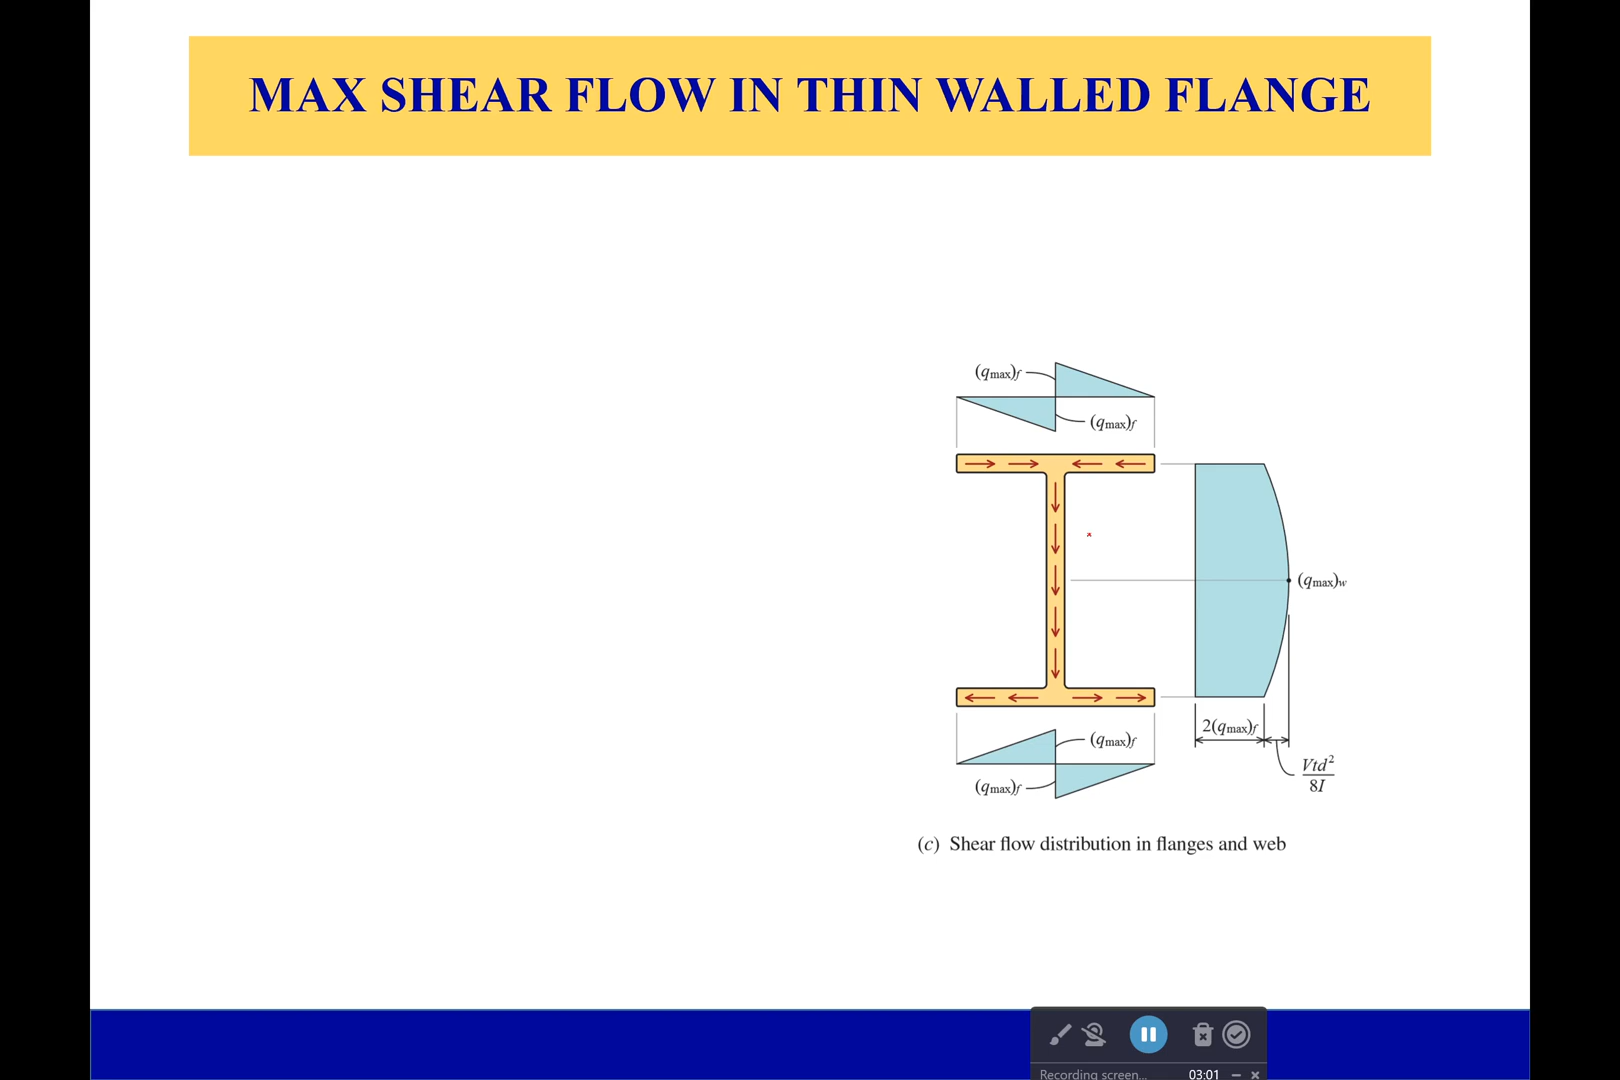 MAX SHEAR FLOW IN THIN WALLED FLANGE
(qmax)f
(qmax)f
(qmax)w
2(qmax)f
(qmax)f
Vtd²
8I
(qmax)f
(c) Shear flow distribution in flanges and web
Recording screen... 03:01